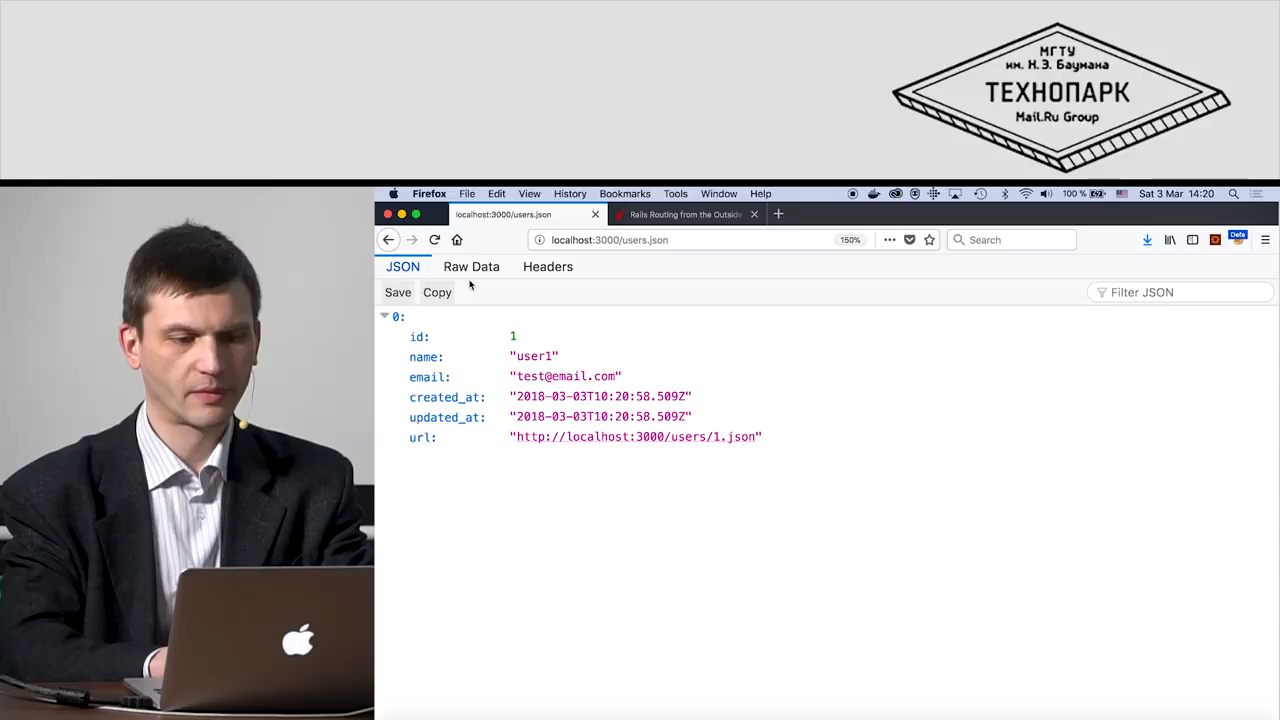 МГТУ
им. Н.Э. Баумана
ТЕХНОПАРК
Mail.Ru Group
Firefox File Edit View History Bookmarks Tools Window Help 100 % Sat 3 Mar 14:20
localhost:3000/users.json Rails Routing from the Outside
localhost:3000/users.json 150% Search Defa
JSON Raw Data Headers
Save Copy Filter JSON
0:
id: 1
name: "user1"
email: "test@email.com"
created_at: "2018-03-03T10:20:58.509Z"
updated_at: "2018-03-03T10:20:58.509Z"
url: "http://localhost:3000/users/1.json"